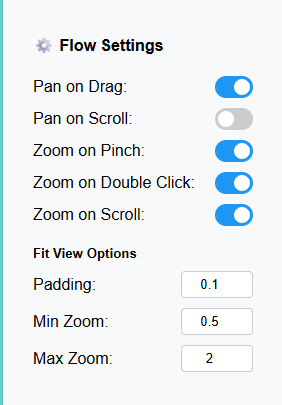 Flow Settings
Pan on Drag:
Pan on Scroll:
Zoom on Pinch:
Zoom on Double Click:
Zoom on Scroll:
Fit View Options
Padding: 0.1
Min Zoom: 0.5
Max Zoom: 2